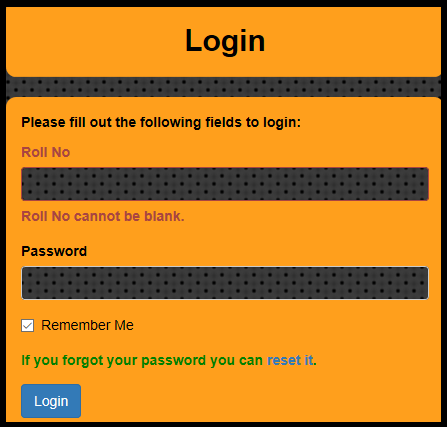 Login
Please fill out the following fields to login:
Roll No
Roll No cannot be blank.
Password
Remember Me
If you forgot your password you can reset it.
Login